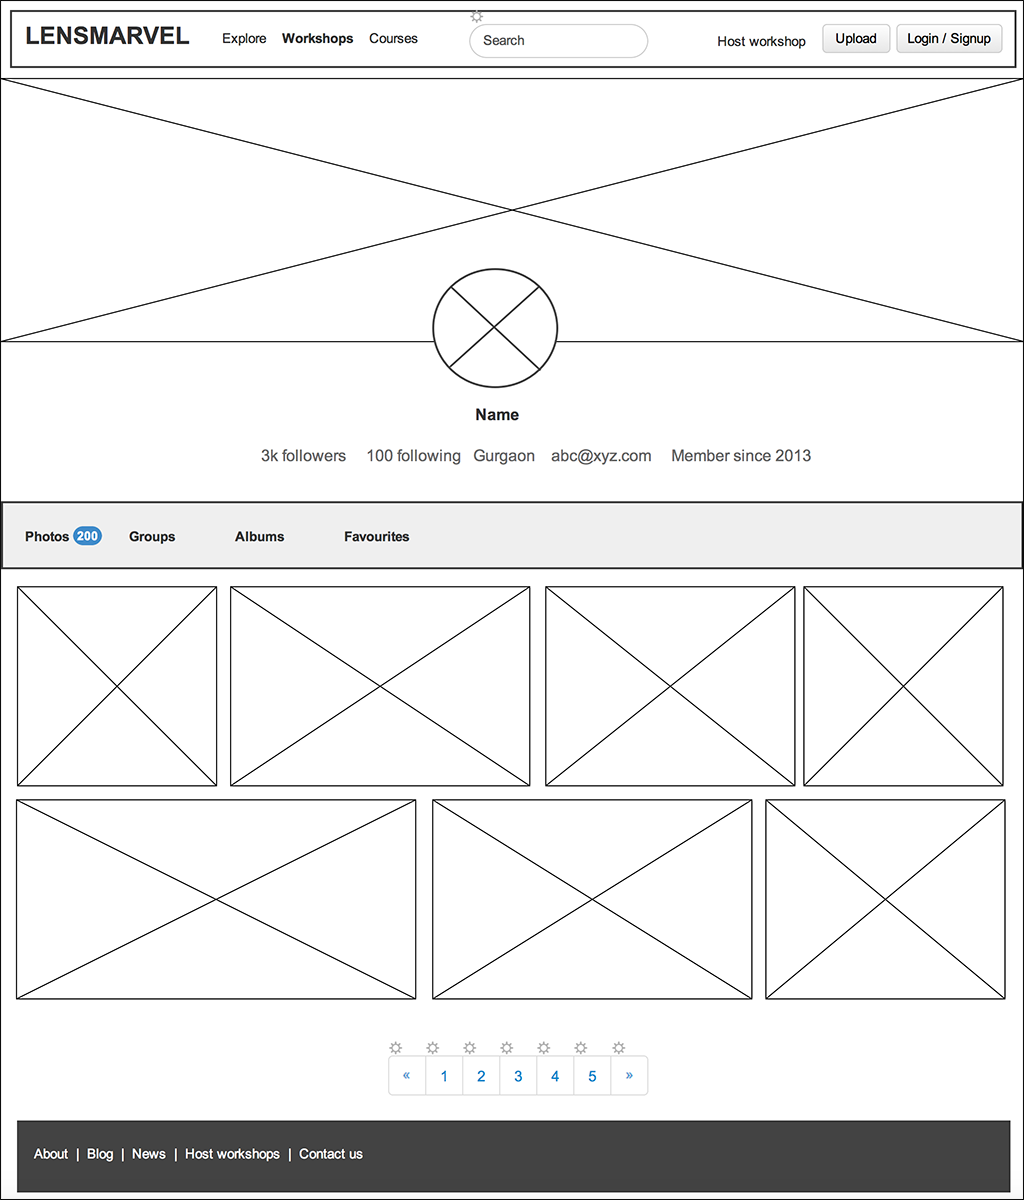 LENSMARVEL Explore Workshops Courses Search Host workshop Upload Login / Signup
Name
3k followers 100 following Gurgaon abc@xyz.com Member since 2013
Photos 200 Groups Albums Favourites
« 1 2 3 4 5 »
About | Blog | News | Host workshops | Contact us